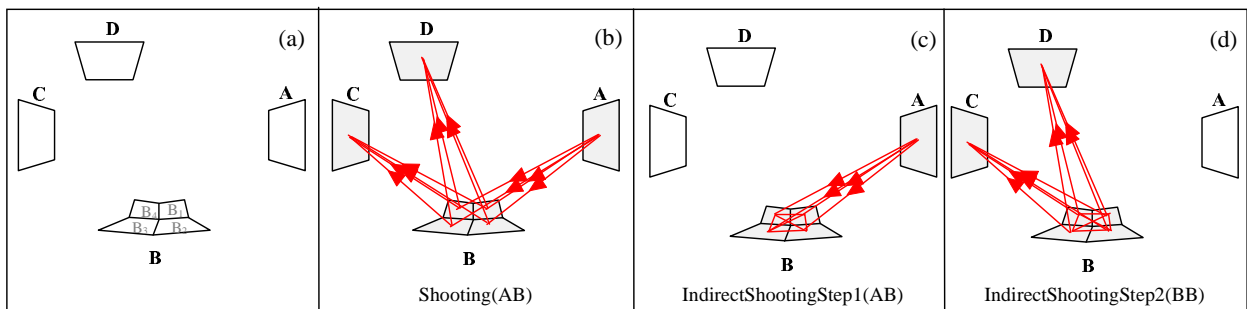 (a)
D
C
A
B₄ B₁
B₃ B₂
B
(b)
D
C
A
B
Shooting(AB)
(c)
D
C
A
B
IndirectShootingStep1(AB)
(d)
D
C
A
B
IndirectShootingStep2(BB)